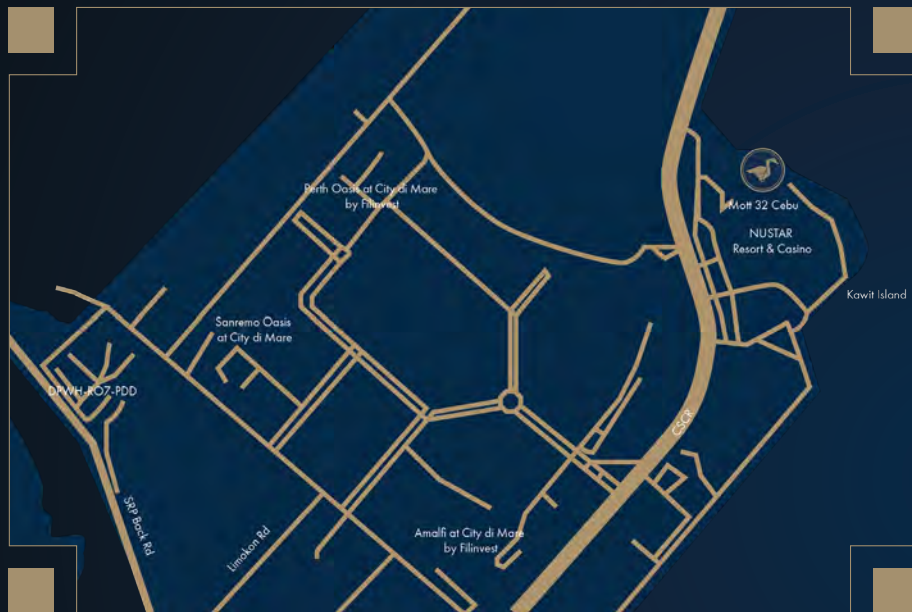 Perth Oasis at City di Mare
by Filinvest
Mott 32 Cebu
NUSTAR
Resort & Casino
Kawit Island
Sanremo Oasis
at City di Mare
DPWH-RO7-PDD
CSCR
SRP Back Rd
Limokon Rd
Amalfi at City di Mare
by Filinvest